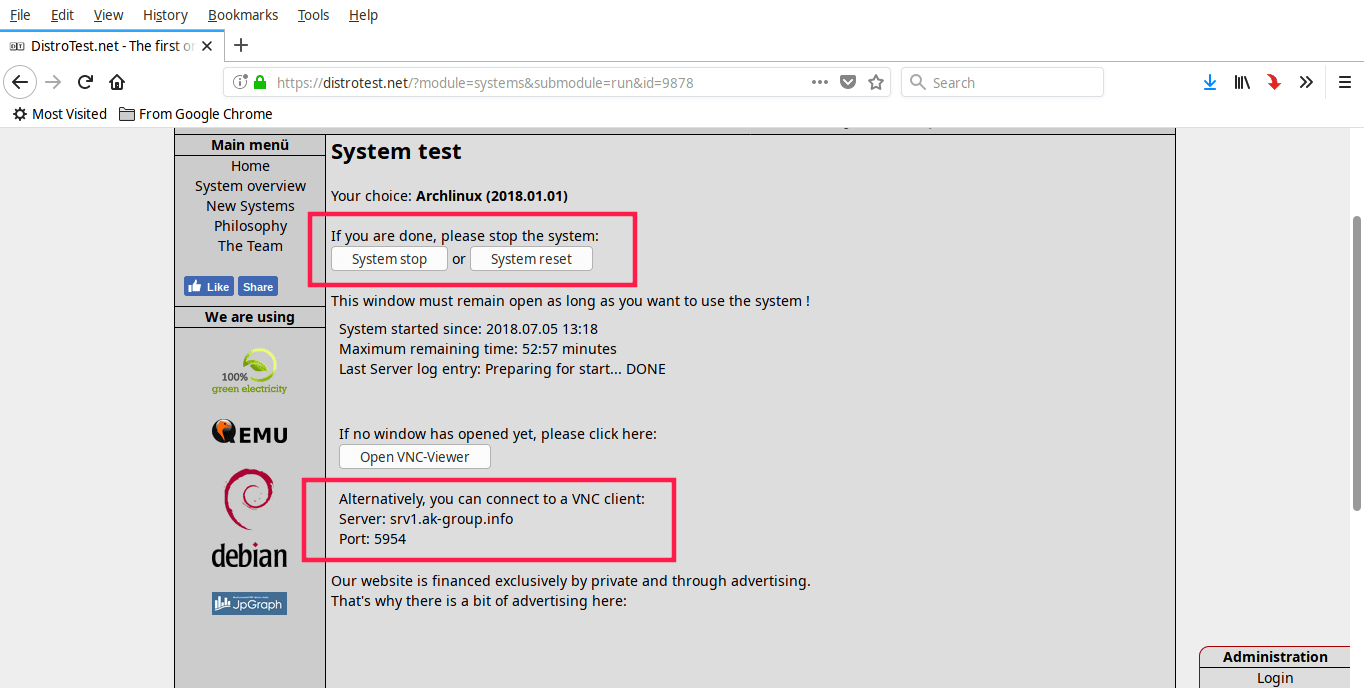 File Edit View History Bookmarks Tools Help
DistroTest.net - The first
https://distrotest.net/?module=systems&submodule=run&id=9878
Search
Most Visited From Google Chrome
Main menü
Home
System overview
New Systems
Philosophy
The Team
Like Share
We are using
100%
green electricity
QEMU
debian
JpGraph
System test
Your choice: Archlinux (2018.01.01)
If you are done, please stop the system:
System stop or System reset
This window must remain open as long as you want to use the system !
System started since: 2018.07.05 13:18
Maximum remaining time: 52:57 minutes
Last Server log entry: Preparing for start... DONE
If no window has opened yet, please click here:
Open VNC-Viewer
Alternatively, you can connect to a VNC client:
Server: srv1.ak-group.info
Port: 5954
Our website is financed exclusively by private and through advertising.
That's why there is a bit of advertising here:
Administration
Login